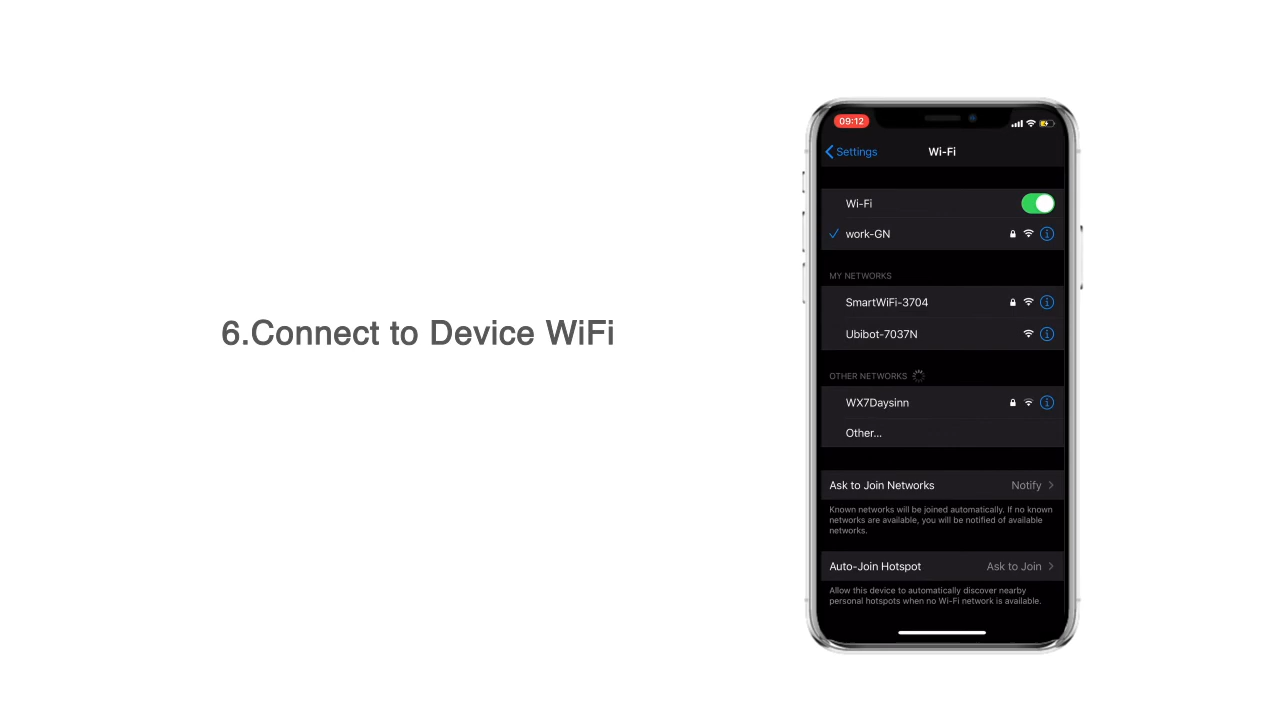 6.Connect to Device WiFi
09:12
Settings
Wi-Fi
Wi-Fi
work-GN
MY NETWORKS
SmartWiFi-3704
Ubibot-7037N
OTHER NETWORKS
WX7Daysinn
Other...
Ask to Join Networks Notify
Known networks will be joined automatically. If no known
networks are available, you will be notified of available
networks.
Auto-Join Hotspot Ask to Join
Allow this device to automatically discover nearby
personal hotspots when no Wi-Fi network is available.